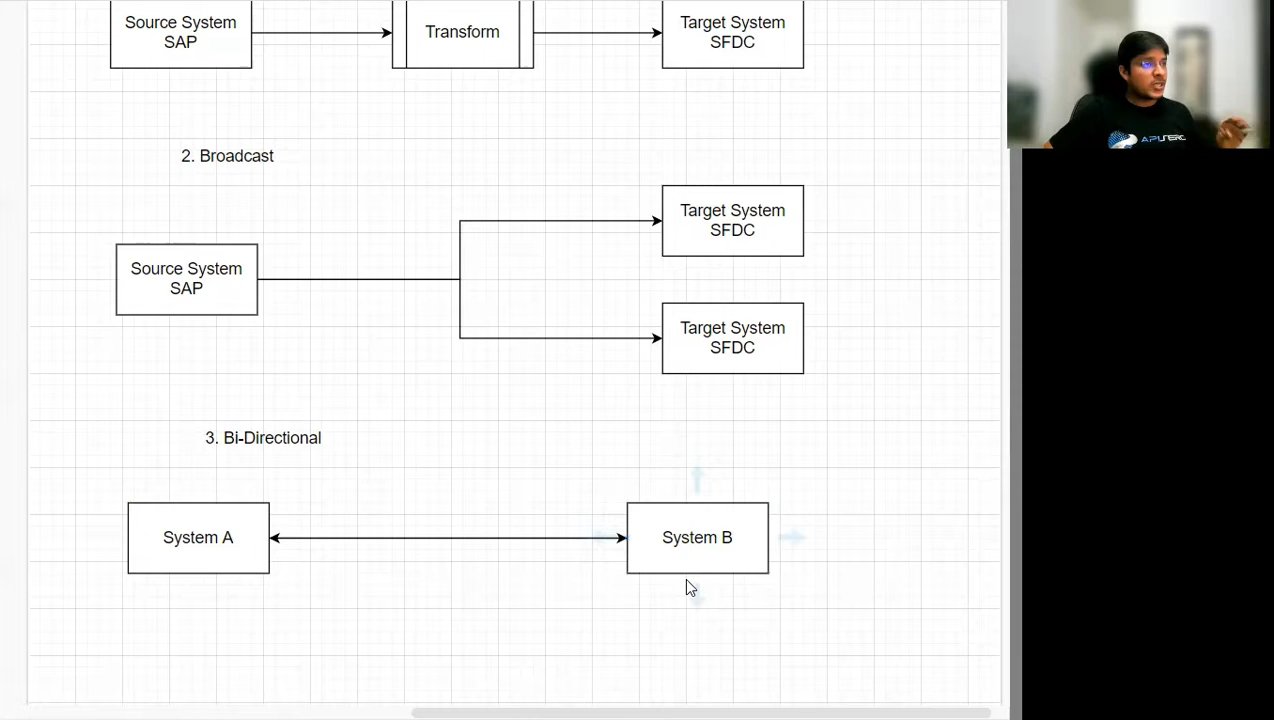 Source System
SAP
Transform
Target System
SFDC
2. Broadcast
Target System
SFDC
Source System
SAP
Target System
SFDC
3. Bi-Directional
System A
System B